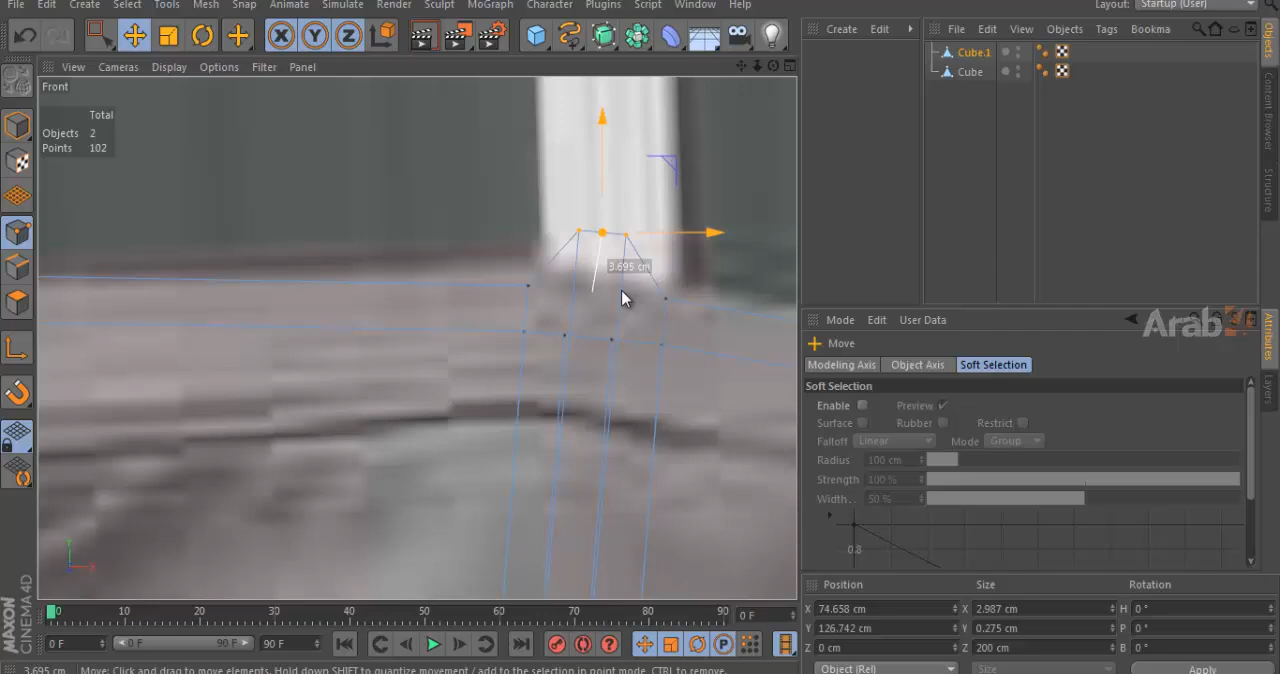 File Create Select Tools Mesh Snap Animate Simulate Render Sculpt MoGraph Character Plugins Script Window Help
Layout: Startup (User)
Create Edit
File Edit View Objects Tags Bookma
View Cameras Display Options Filter Panel
Cube.1
Cube
Front
Total
Objects 2
Points 102
3.695 cm
Objects
Content Browser
Structure
Attributes
Layers
Mode Edit User Data
Arab
Move
Modeling Axis Object Axis Soft Selection
Soft Selection
Enable Preview
Surface Rubber Restrict
Falloff Linear Mode Group
Radius 100 cm
Strength 100 %
Width.. 50 %
0.8
Position Size Rotation
X 74.658 cm X 2.987 cm H 0 °
Y 126.742 cm Y 0.275 cm P 0 °
Z 0 cm Z 200 cm B 0 °
Object (Rel) Size Apply
X Y Z
Y X
0 10 20 30 40 50 60 70 80 90 0 F
0 F 0 F 90 F 90 F
P
MAXON CINEMA 4D
3.695 cm Move: Click and drag to move elements. Hold down SHIFT to quantize movement / add to the selection in point mode, CTRL to remove.